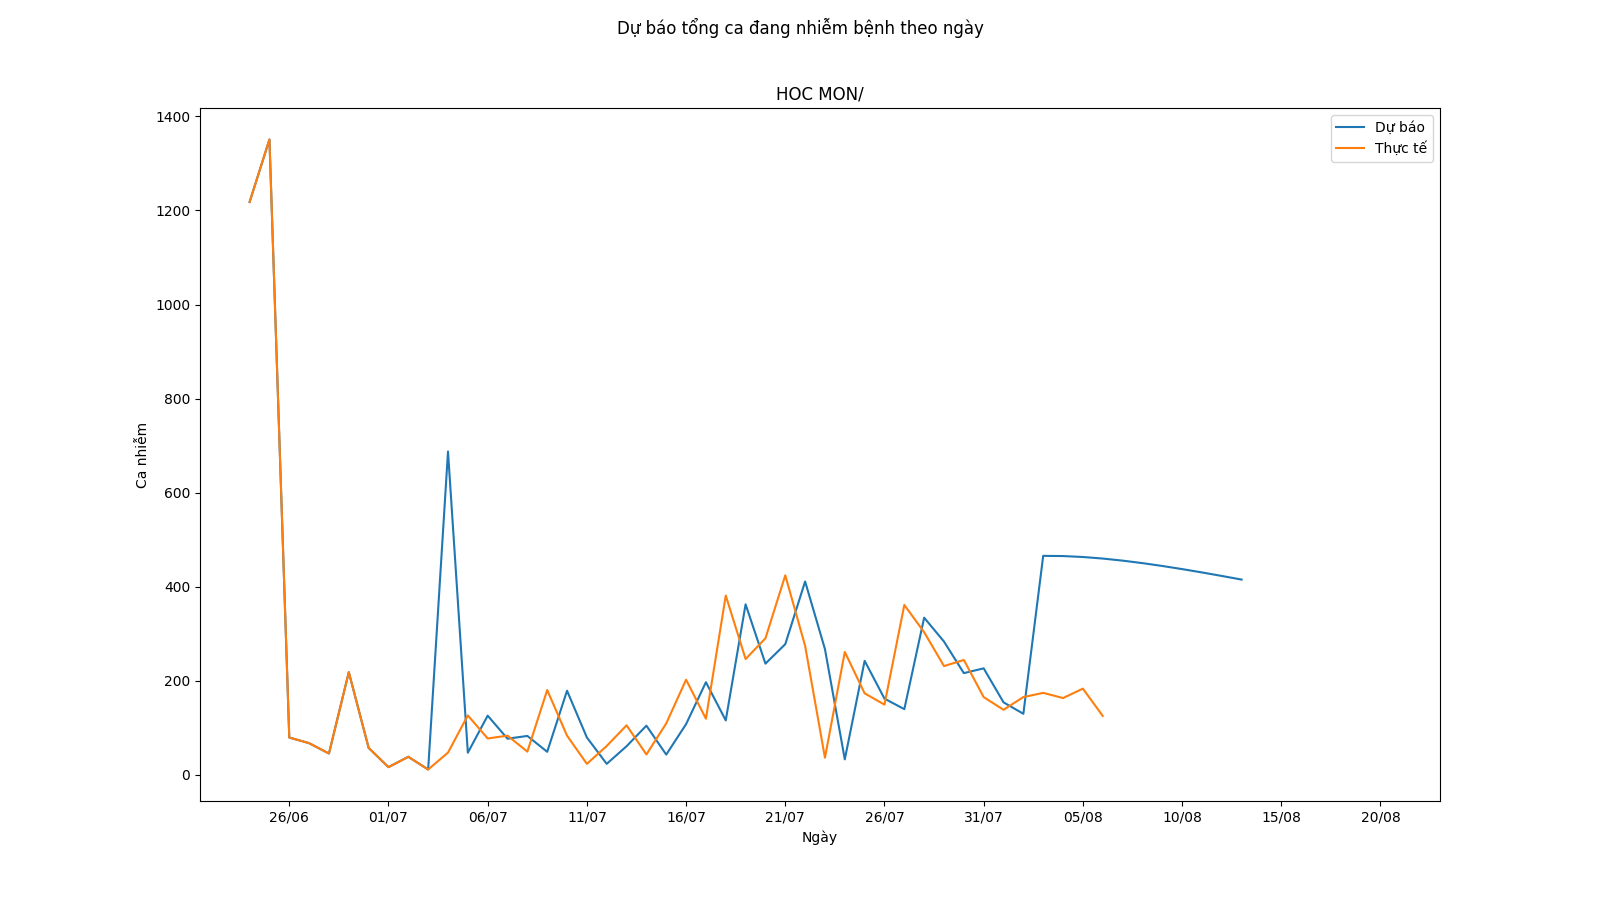 Dự báo tổng ca đang nhiễm bệnh theo ngày
HOC MON/
Dự báo
Thực tế
1400
1200
1000
800
600
400
200
0
Ca nhiễm
26/06 01/07 06/07 11/07 16/07 21/07 26/07 31/07 05/08 10/08 15/08 20/08
Ngày